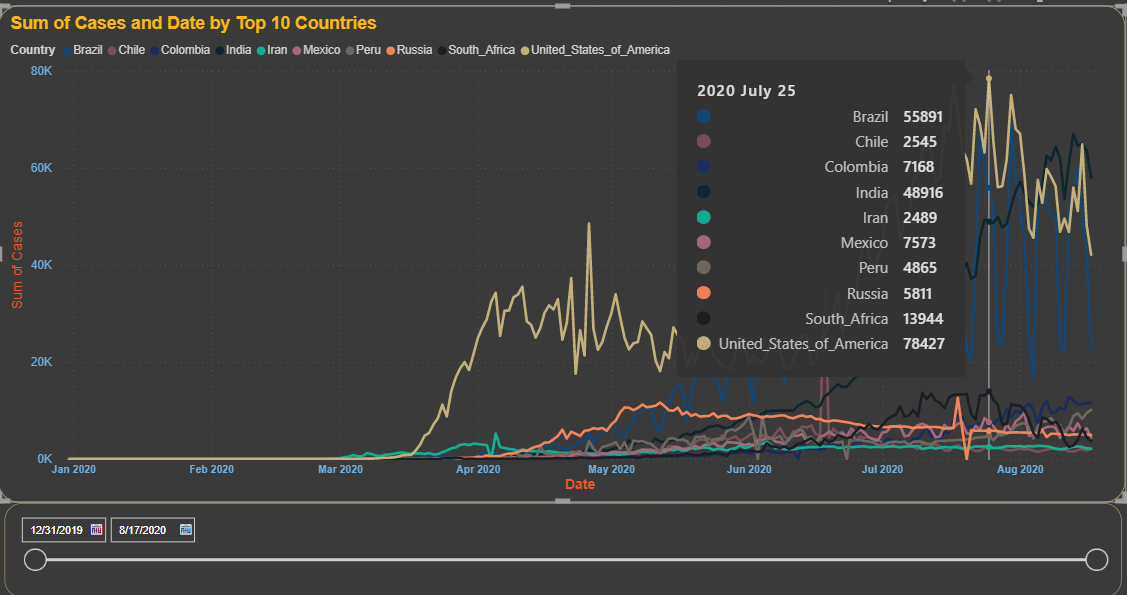 Sum of Cases and Date by Top 10 Countries
Country Brazil Chile Colombia India Iran Mexico Peru Russia South_Africa United_States_of_America
80K
60K
40K
20K
0K
Sum of Cases
Jan 2020 Feb 2020 Mar 2020 Apr 2020 May 2020 Jun 2020 Jul 2020 Aug 2020
Date
2020 July 25
Brazil 55891
Chile 2545
Colombia 7168
India 48916
Iran 2489
Mexico 7573
Peru 4865
Russia 5811
South_Africa 13944
United_States_of_America 78427
12/31/2019 8/17/2020